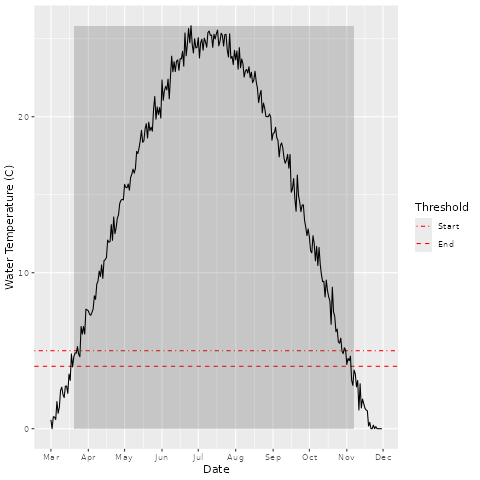 20
10
0
Water Temperature (C)
Mar Apr May Jun Jul Aug Sep Oct Nov Dec
Date
Threshold
Start
End